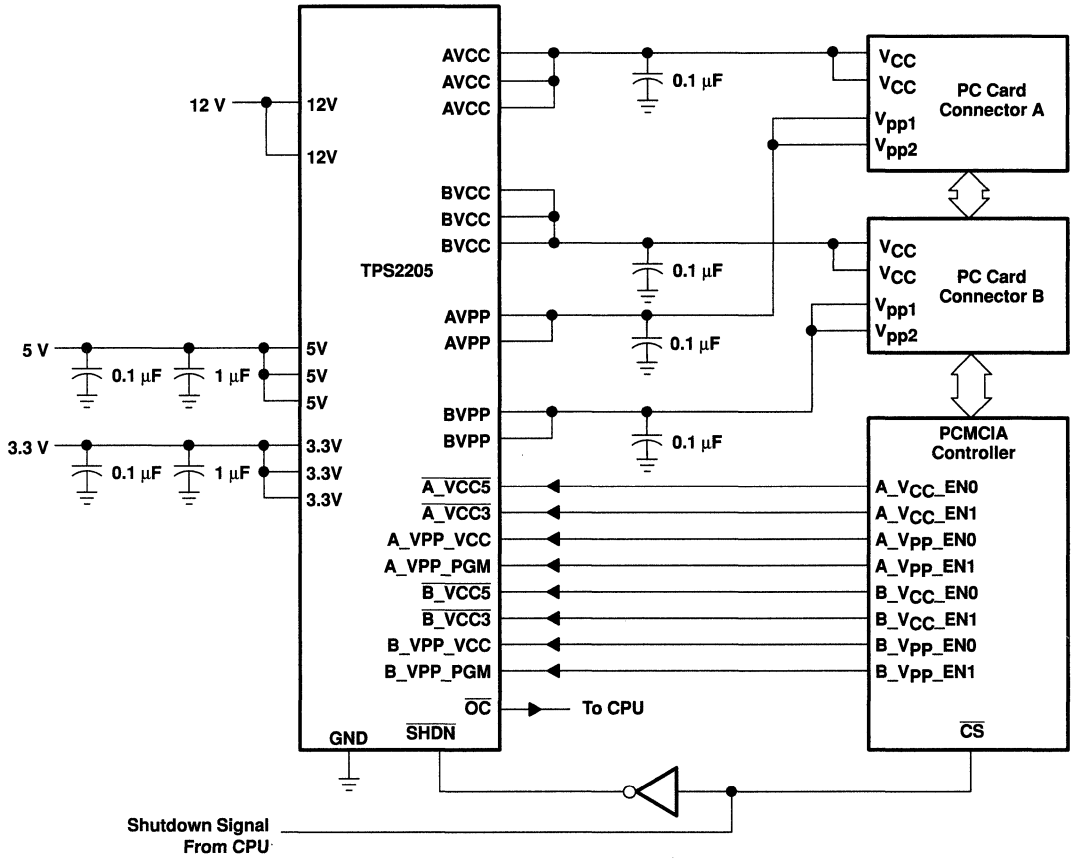 AVCC
AVCC
AVCC
0.1 µF
VCC
VCC
Vpp1
Vpp2
PC Card
Connector A
12 V
12V
12V
BVCC
BVCC
BVCC
0.1 µF
VCC
VCC
Vpp1
Vpp2
PC Card
Connector B
TPS2205
AVPP
AVPP
0.1 µF
5 V
0.1 µF
1 µF
5V
5V
5V
BVPP
BVPP
0.1 µF
3.3 V
0.1 µF
1 µF
3.3V
3.3V
3.3V
PCMCIA
Controller
A_VCC5
A_VCC3
A_VPP_VCC
A_VPP_PGM
B_VCC5
B_VCC3
B_VPP_VCC
B_VPP_PGM
A_VCC_EN0
A_VCC_EN1
A_VPP_EN0
A_VPP_EN1
B_VCC_EN0
B_VCC_EN1
B_VPP_EN0
B_VPP_EN1
OC
To CPU
GND
SHDN
CS
Shutdown Signal
From CPU